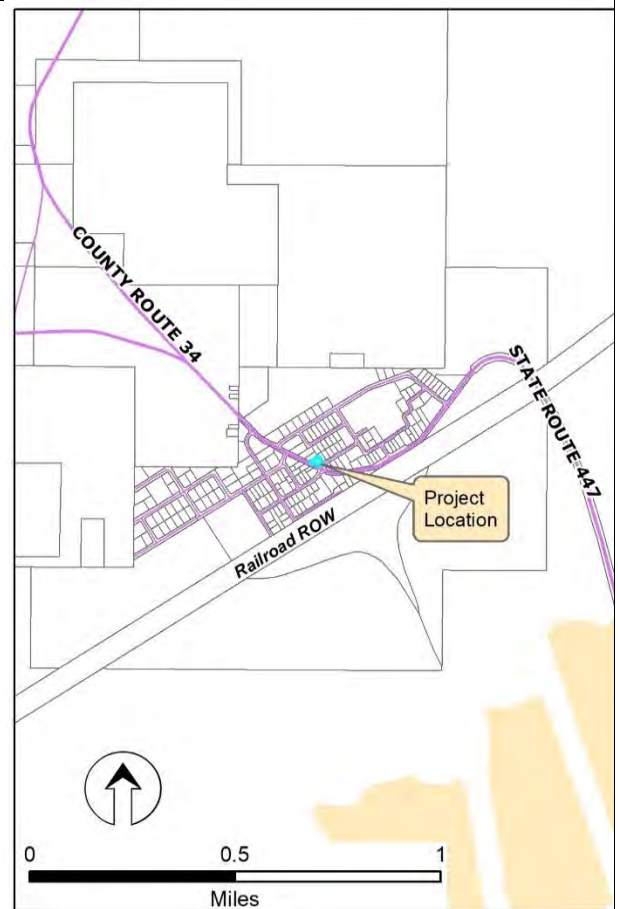 COUNTY ROUTE 34
STATE ROUTE 447
Project
Location
Railroad ROW
0 0.5 1
Miles